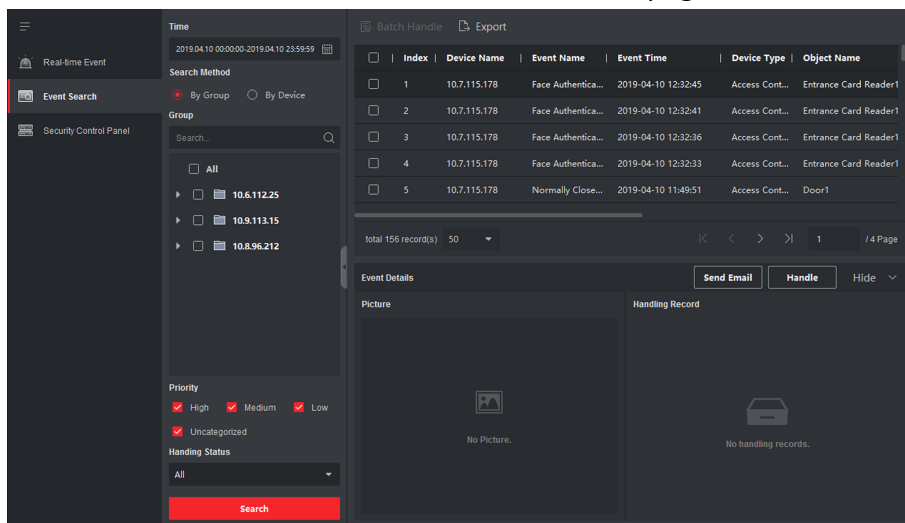 Real-time Event
Event Search
Security Control Panel
Time
2019.04.10 00:00:00-2019.04.10 23:59:59
Search Method
By Group By Device
Group
Search...
All
10.6.112.25
10.9.113.15
10.8.96.212
Priority
High Medium Low
Uncategorized
Handing Status
All
Search
Batch Handle Export
| Index | Device Name | Event Name | Event Time | Device Type | Object Name
1 10.7.115.178 Face Authentica... 2019-04-10 12:32:45 Access Cont... Entrance Card Reader1
2 10.7.115.178 Face Authentica... 2019-04-10 12:32:41 Access Cont... Entrance Card Reader1
3 10.7.115.178 Face Authentica... 2019-04-10 12:32:36 Access Cont... Entrance Card Reader1
4 10.7.115.178 Face Authentica... 2019-04-10 12:32:33 Access Cont... Entrance Card Reader1
5 10.7.115.178 Normally Close... 2019-04-10 11:49:51 Access Cont... Door1
total 156 record(s) 50 1 / 4 Page
Event Details Send Email Handle Hide
Picture Handling Record
No Picture. No handling records.